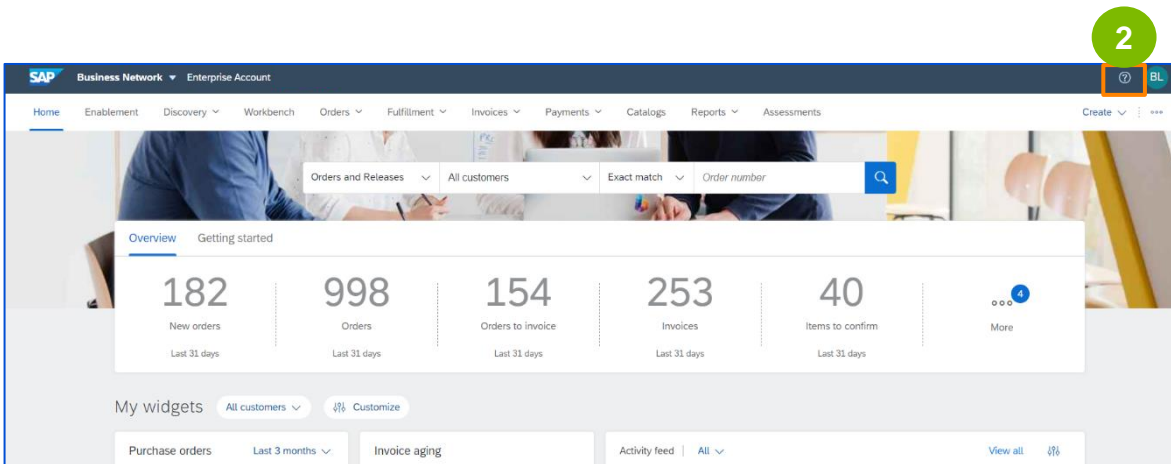 2
SAP Business Network Enterprise Account BL
Home Enablement Discovery Workbench Orders Fulfillment Invoices Payments Catalogs Reports Assessments Create
Orders and Releases All customers Exact match Order number
Overview Getting started
182 998 154 253 40 4
New orders Orders Orders to invoice Invoices Items to confirm More
Last 31 days Last 31 days Last 31 days Last 31 days Last 31 days
My widgets All customers Customize
Purchase orders Last 3 months Invoice aging Activity feed All View all